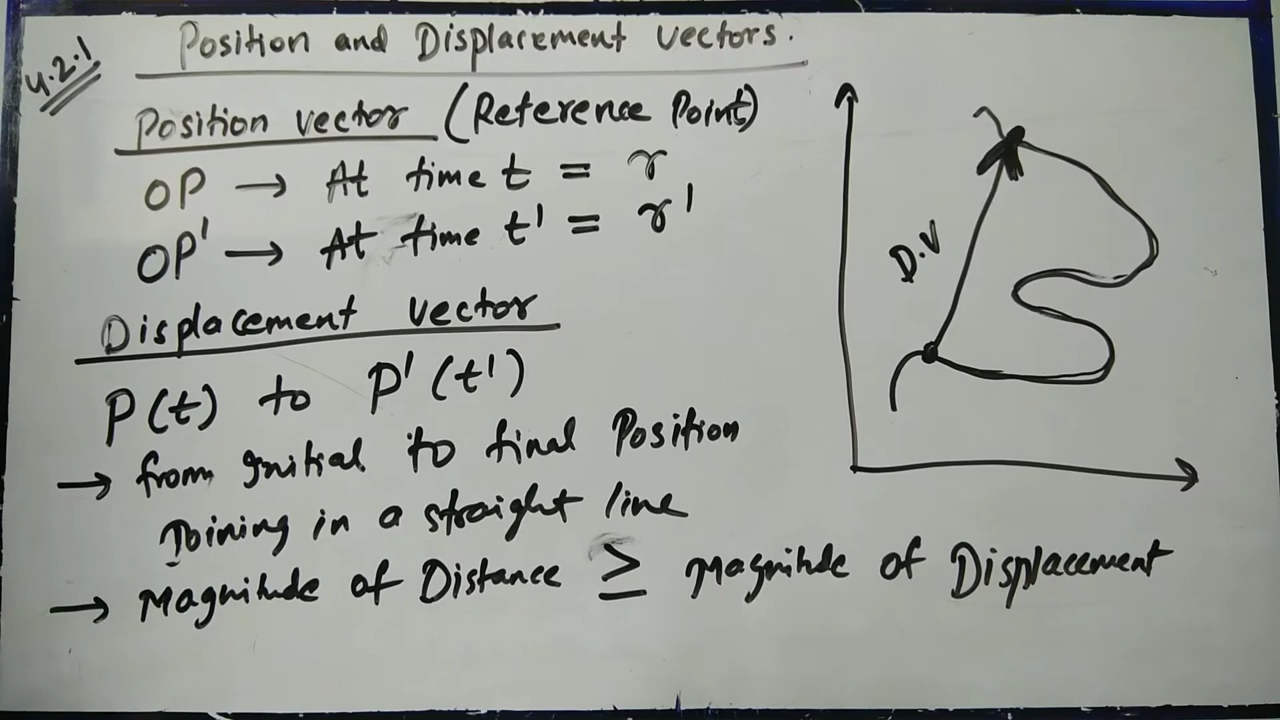 4.2.1
Position and Displacement vectors.
Position vector (Reference Point)
OP → At time t = r
OP' → At time t' = r'
Displacement vector
P(t) to P'(t')
→ from Initial to final Position
Joining in a straight line
→ Magnitude of Distance ≥ Magnitude of Displacement
D.V